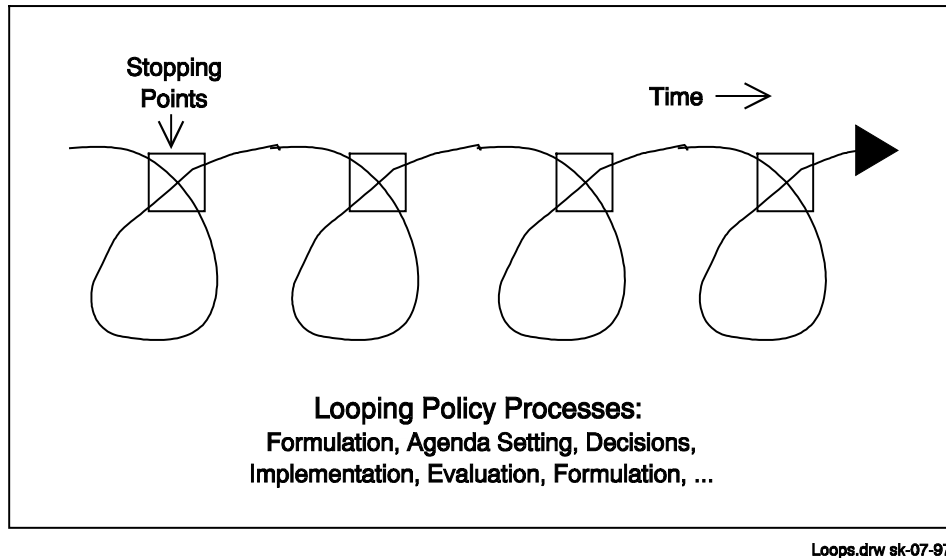 Stopping
Points
Time
Looping Policy Processes:
Formulation, Agenda Setting, Decisions,
Implementation, Evaluation, Formulation, ...
Loops.drw sk-07-97